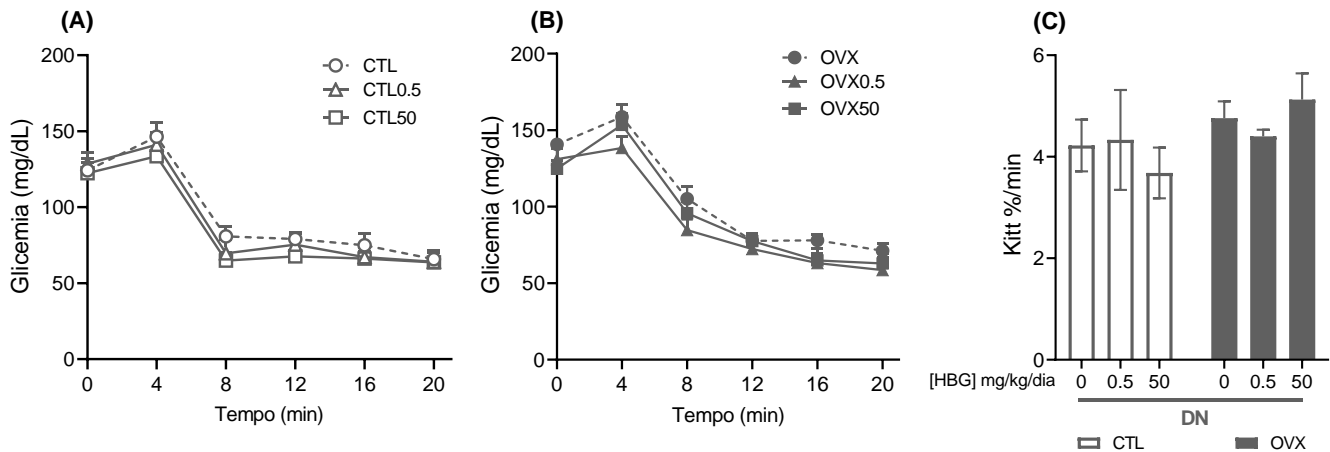 (A)
Glicemia (mg/dL)
200
150
100
50
0
0 4 8 12 16 20
Tempo (min)
CTL
CTL0.5
CTL50
(B)
Glicemia (mg/dL)
200
150
100
50
0
0 4 8 12 16 20
Tempo (min)
OVX
OVX0.5
OVX50
(C)
Kitt %/min
6
4
2
0
[HBG] mg/kg/dia 0 0.5 50 0 0.5 50
DN
CTL OVX